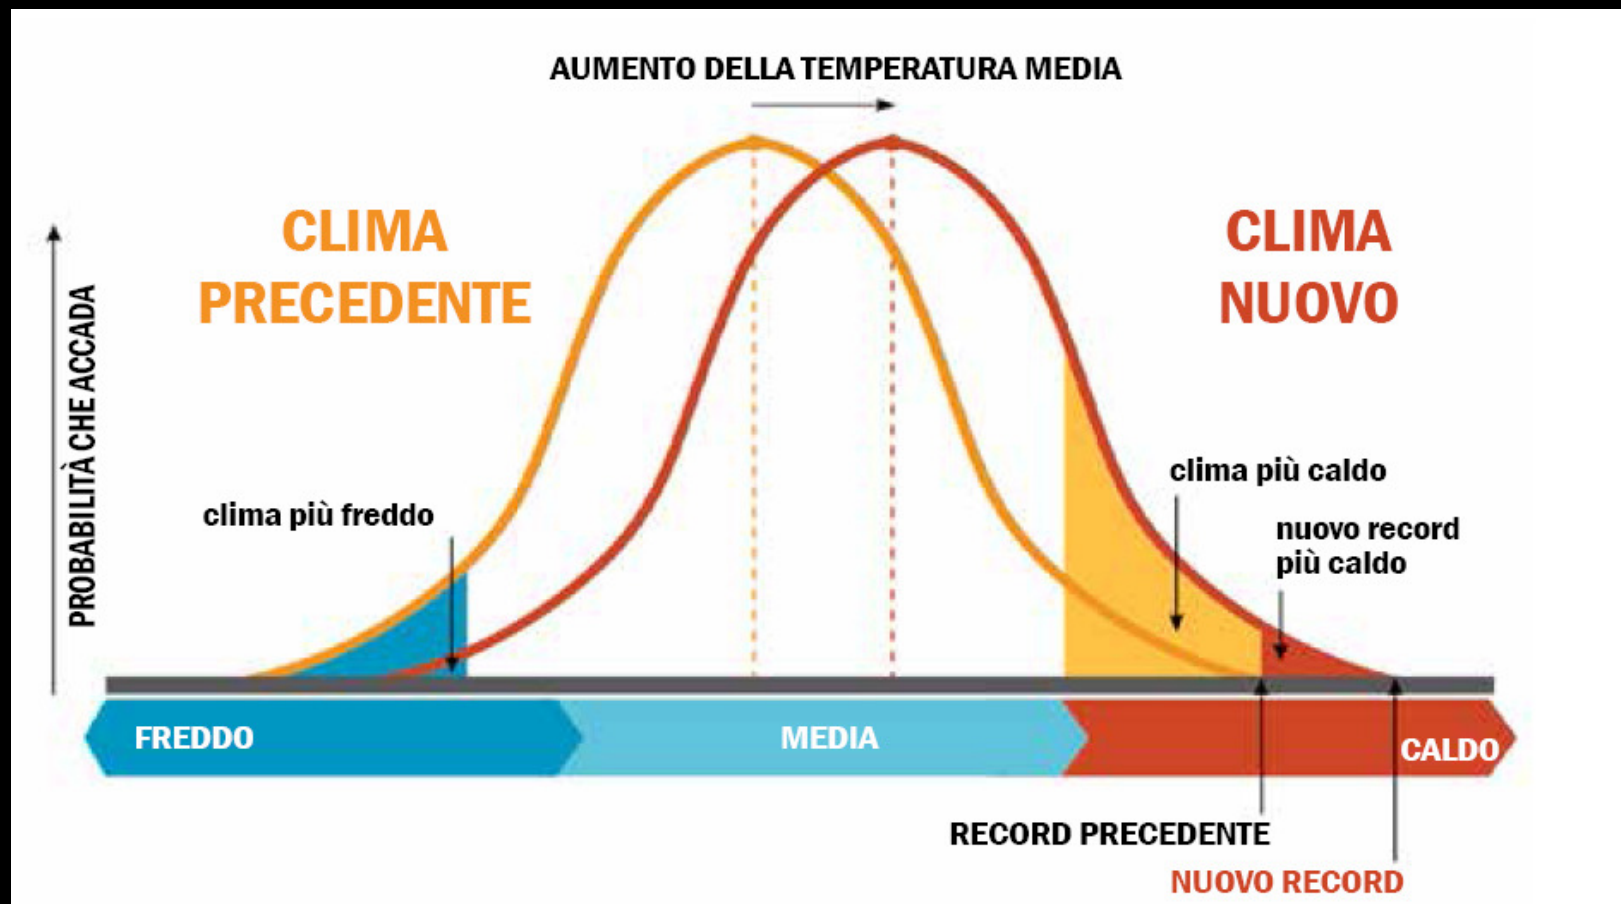 AUMENTO DELLA TEMPERATURA MEDIA
CLIMA
PRECEDENTE
CLIMA
NUOVO
PROBABILITÀ CHE ACCADA
clima più freddo
clima più caldo
nuovo record
più caldo
FREDDO
MEDIA
CALDO
RECORD PRECEDENTE
NUOVO RECORD